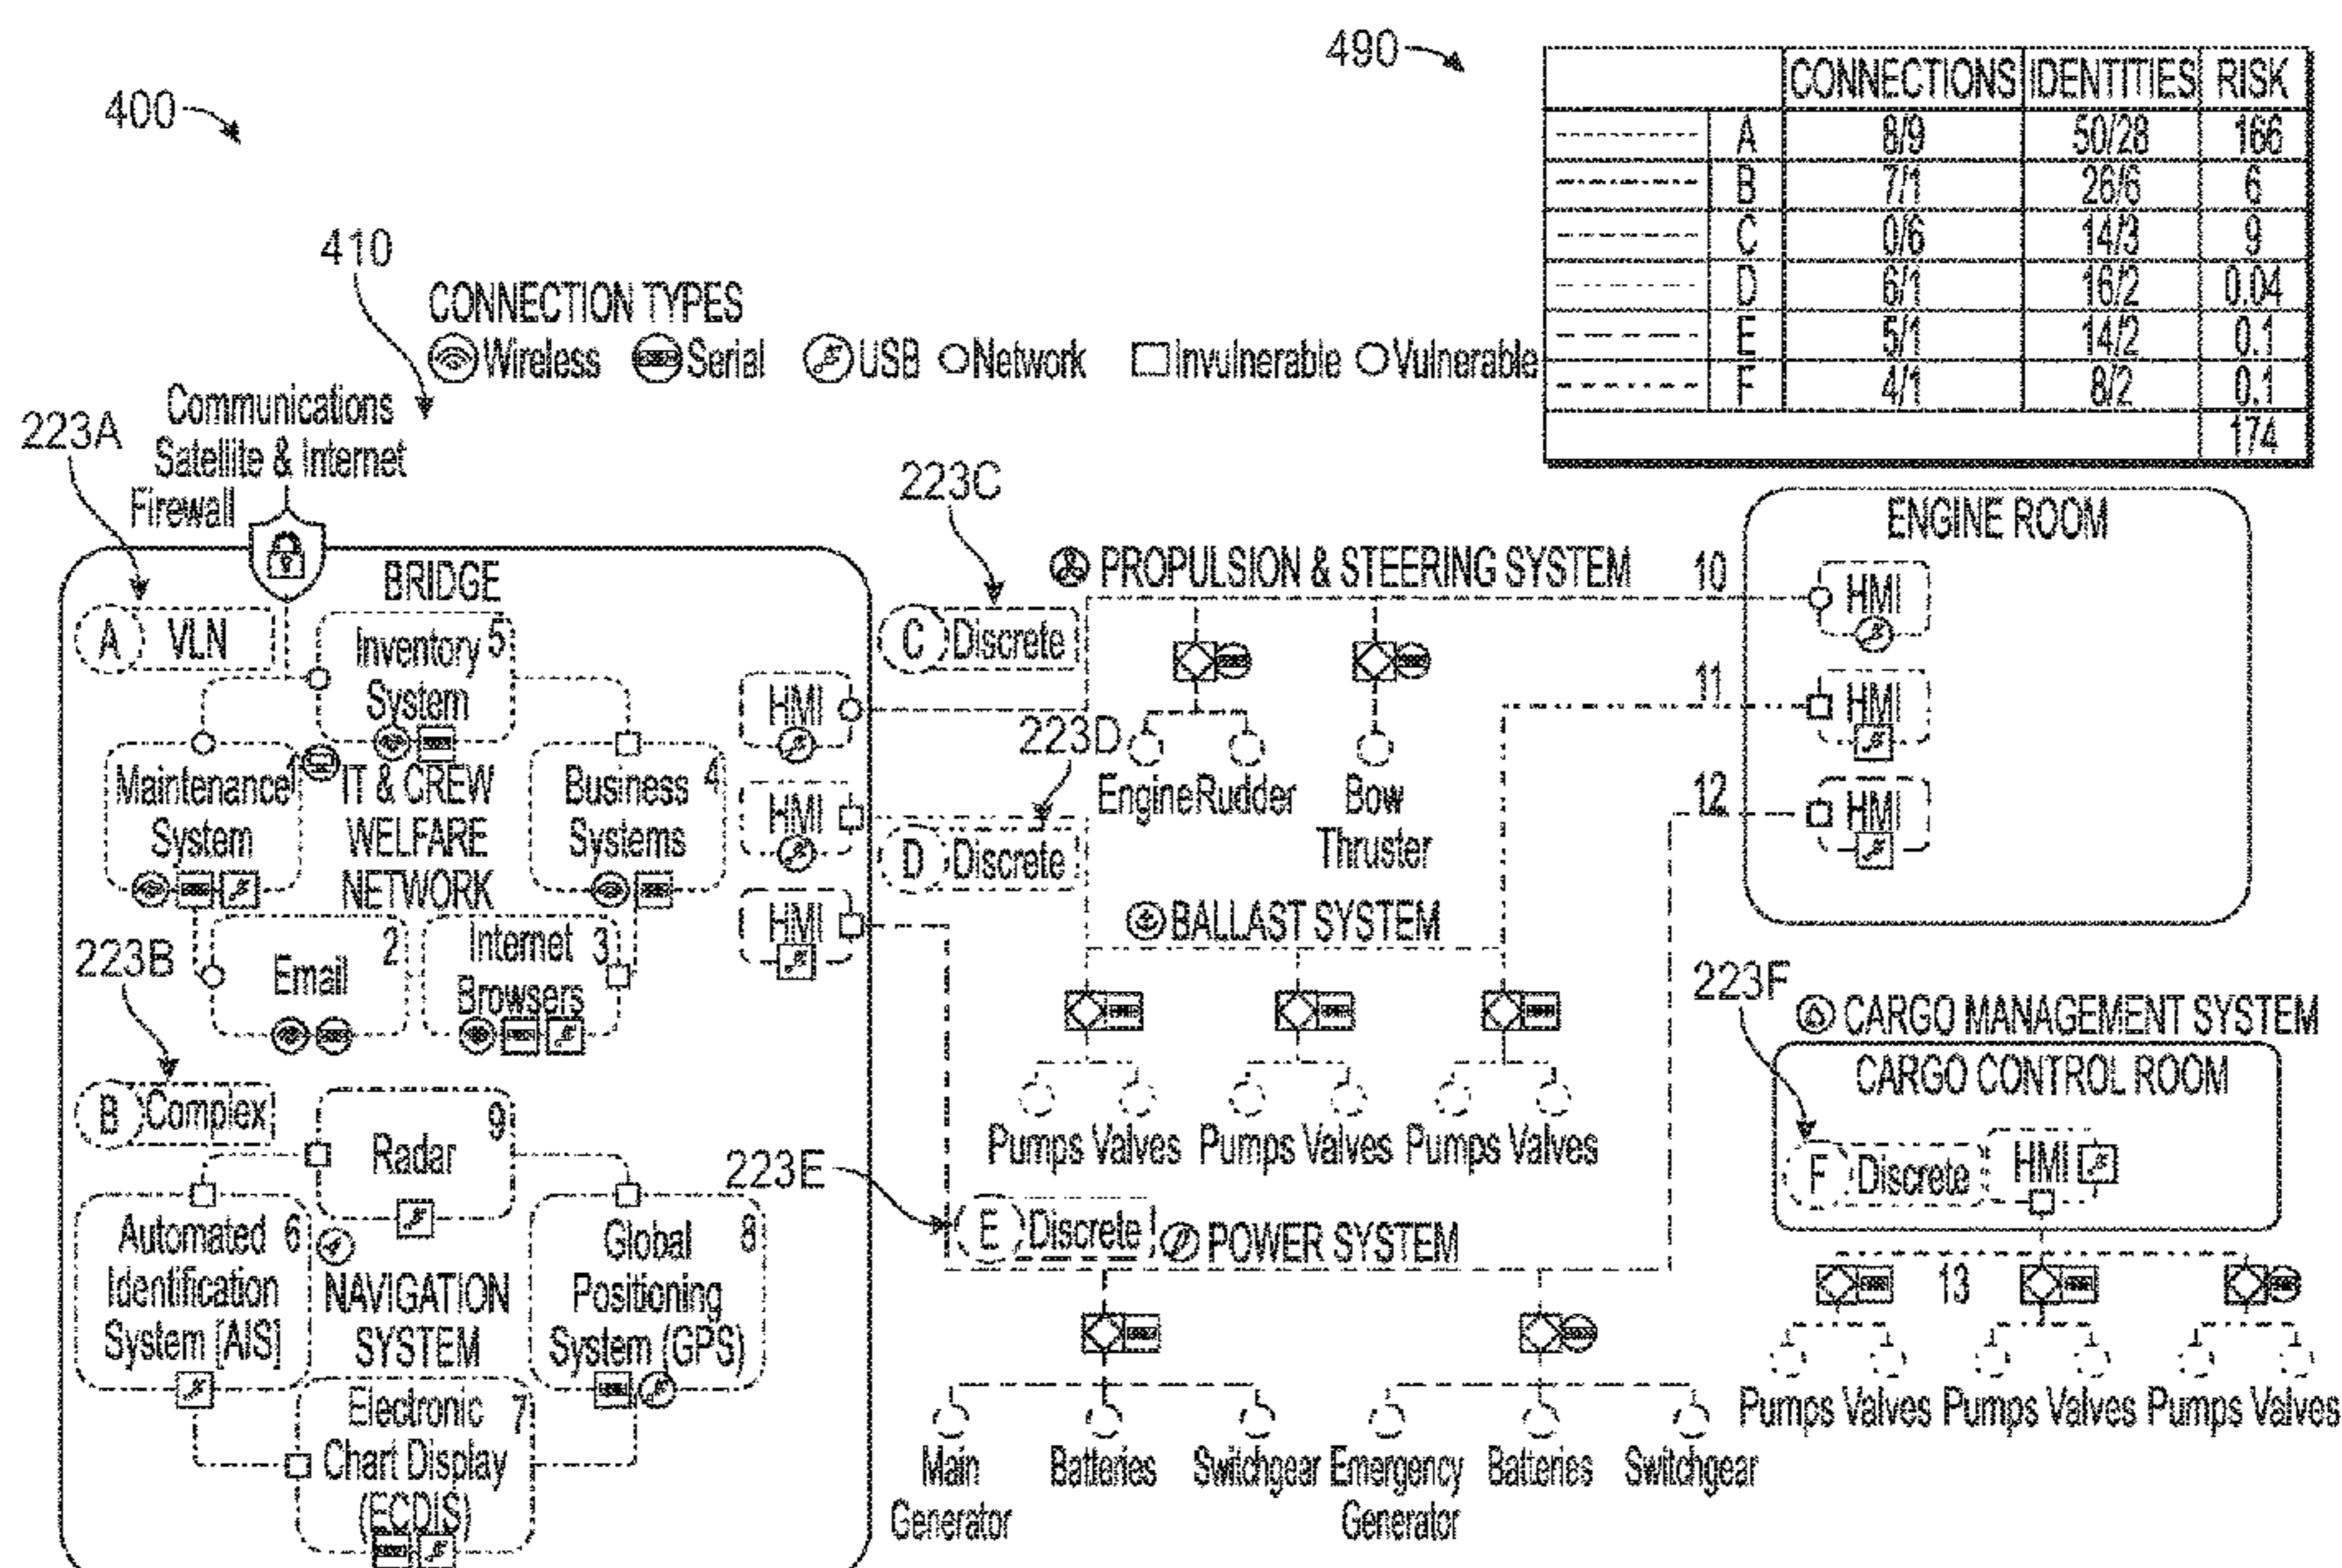 400
490
CONNECTIONS IDENTITIES RISK
A 8/9 50/28 166
B 7/1 26/6 6
C 0/6 14/3 9
D 6/1 16/2 0.04
E 5/1 14/2 0.1
F 4/1 8/2 0.1
174
410
CONNECTION TYPES
Wireless Serial USB Network Invulnerable Vulnerable
223A
Communications
Satellite & Internet
Firewall
BRIDGE
A VLN
Inventory 5
System
Maintenance 1
System
IT & CREW
WELFARE
NETWORK
Business 4
Systems
Email 2
Internet 3
Browsers
HMI
HMI
HMI
223B
B Complex
Radar 9
Automated 6
Identification
System [AIS]
NAVIGATION
SYSTEM
Global 8
Positioning
System (GPS)
Electronic 7
Chart Display
(ECDIS)
223C
C Discrete
PROPULSION & STEERING SYSTEM
10
Engine Rudder
Bow
Thruster
223D
D Discrete
BALLAST SYSTEM
11
12
Pumps Valves Pumps Valves Pumps Valves
223E
E Discrete
POWER SYSTEM
Main
Generator
Batteries
Switchgear
Emergency
Generator
Batteries
Switchgear
ENGINE ROOM
HMI
HMI
HMI
223F
CARGO MANAGEMENT SYSTEM
CARGO CONTROL ROOM
F Discrete HMI
13
Pumps Valves Pumps Valves Pumps Valves